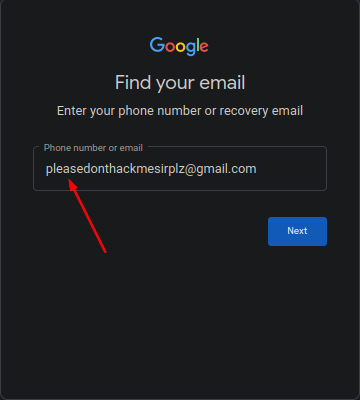 Google
Find your email
Enter your phone number or recovery email
Phone number or email
pleasedonthackmesirplz@gmail.com
Next